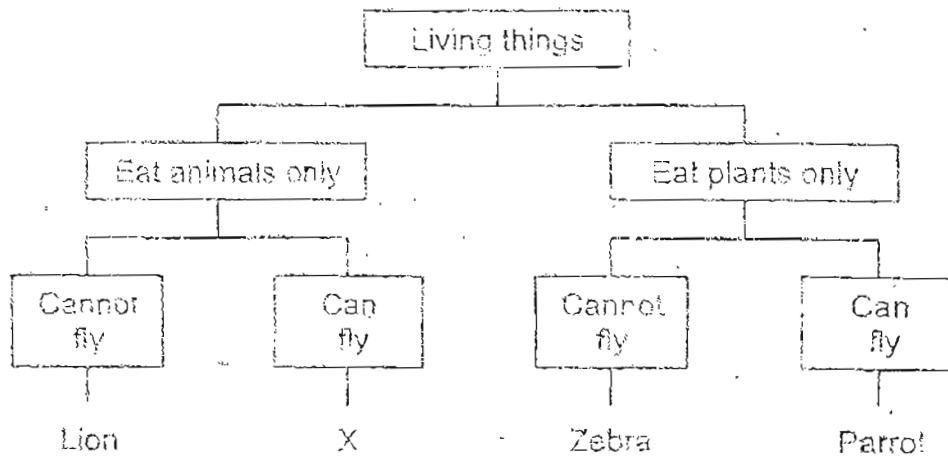 Living things
Eat animals only
Eat plants only
Cannot
fly
Can
fly
Cannot
fly
Can
fly
Lion
X
Zebra
Parrot